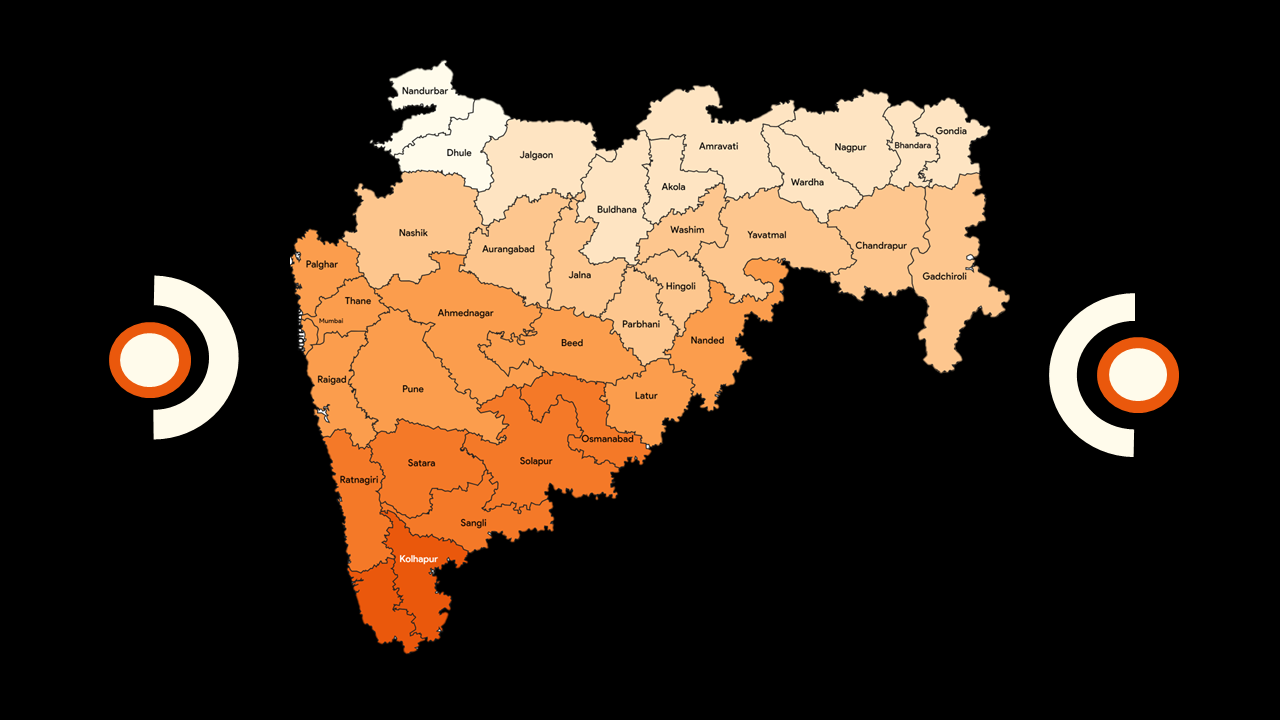 Nandurbar
Dhule
Jalgaon
Amravati
Nagpur
Bhandara
Gondia
Akola
Wardha
Buldhana
Nashik
Aurangabad
Washim
Yavatmal
Chandrapur
Palghar
Jalna
Hingoli
Gadchiroli
Thane
Ahmednagar
Mumbai
Parbhani
Beed
Nanded
Raigad
Pune
Latur
Osmanabad
Satara
Solapur
Ratnagiri
Sangli
Kolhapur